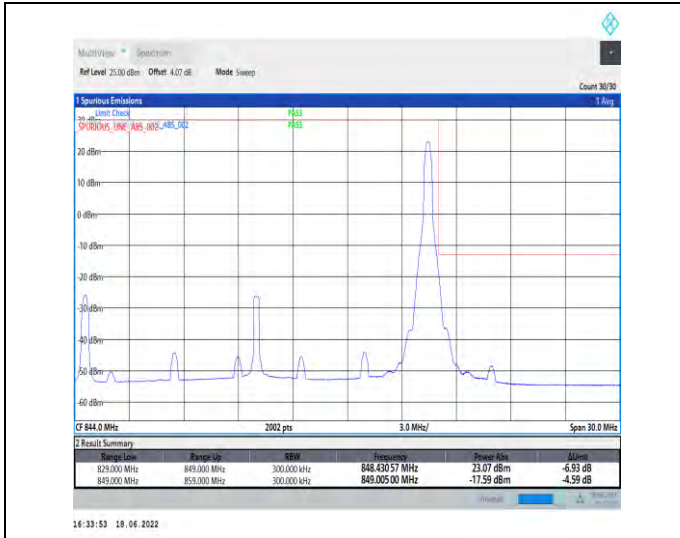 MultiView Spectrum
Ref Level 25.00 dBm Offset 4.07 dB Mode Sweep
Count 30/30
1 Spurious Emissions 1 Avg
Limit Check PASS
_SPURIOUS_LINE_ABS_002 _ABS_002 PASS
20 dBm
10 dBm
0 dBm
-10 dBm
-20 dBm
-30 dBm
-40 dBm
-50 dBm
-60 dBm
CF 844.0 MHz 2002 pts 3.0 MHz/ Span 30.0 MHz
2 Result Summary
Range Low Range Up RBW Frequency Power Abs ΔLimit
829.000 MHz 849.000 MHz 300.000 kHz 848.43057 MHz 23.07 dBm -6.93 dB
849.000 MHz 859.000 MHz 300.000 kHz 849.00500 MHz -17.59 dBm -4.59 dB
16:33:53 18.06.2022